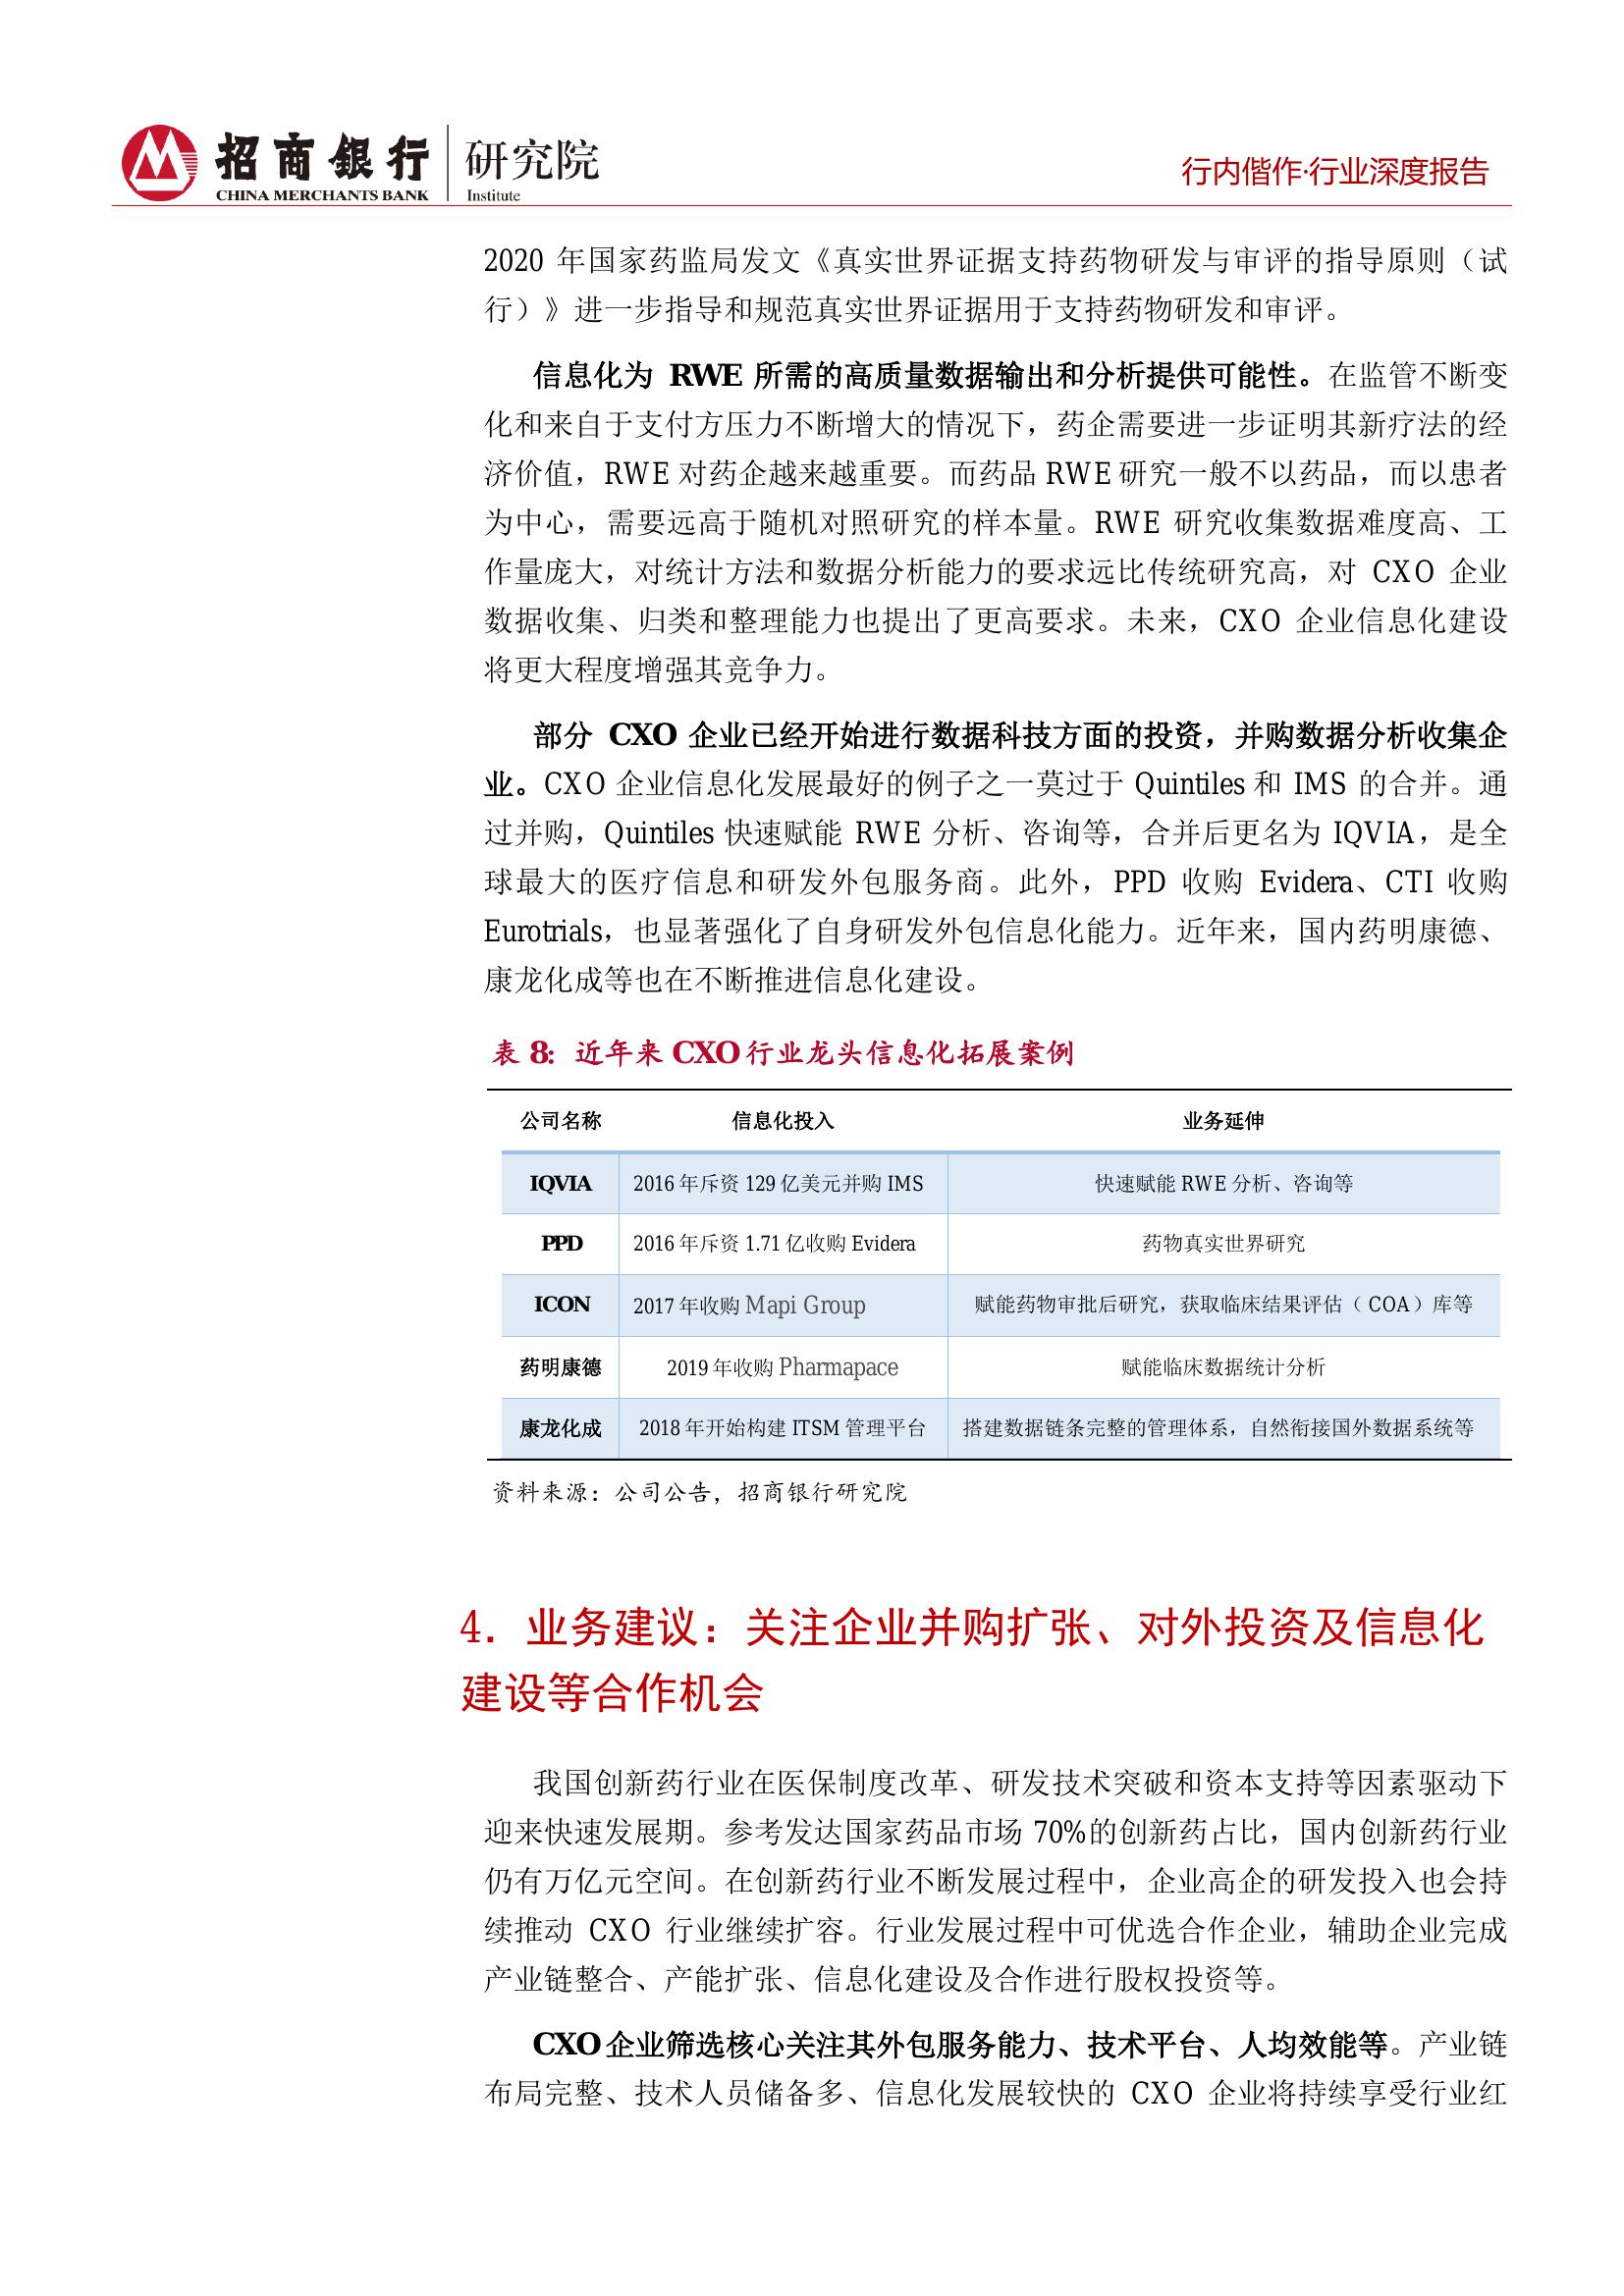 招商银行
CHINA MERCHANTS BANK
研究院
Institute
行内偕作·行业深度报告
2020 年国家药监局发文《真实世界证据支持药物研发与审评的指导原则（试
行）》进一步指导和规范真实世界证据用于支持药物研发和审评。
信息化为 RWE 所需的高质量数据输出和分析提供可能性。在监管不断变
化和来自于支付方压力不断增大的情况下，药企需要进一步证明其新疗法的经
济价值，RWE 对药企越来越重要。而药品 RWE 研究一般不以药品，而以患者
为中心，需要远高于随机对照研究的样本量。RWE 研究收集数据难度高、工
作量庞大，对统计方法和数据分析能力的要求远比传统研究高，对 CXO 企业
数据收集、归类和整理能力也提出了更高要求。未来，CXO 企业信息化建设
将更大程度增强其竞争力。
部分 CXO 企业已经开始进行数据科技方面的投资，并购数据分析收集企
业。CXO 企业信息化发展最好的例子之一莫过于 Quintiles 和 IMS 的合并。通
过并购，Quintiles 快速赋能 RWE 分析、咨询等，合并后更名为 IQVIA，是全
球最大的医疗信息和研发外包服务商。此外，PPD 收购 Evidera、CTI 收购
Eurotrials，也显著强化了自身研发外包信息化能力。近年来，国内药明康德、
康龙化成等也在不断推进信息化建设。
表 8：近年来 CXO 行业龙头信息化拓展案例
公司名称 信息化投入 业务延伸
IQVIA 2016 年斥资 129 亿美元并购 IMS 快速赋能 RWE 分析、咨询等
PPD 2016 年斥资 1.71 亿收购 Evidera 药物真实世界研究
ICON 2017 年收购 Mapi Group 赋能药物审批后研究，获取临床结果评估（COA）库等
药明康德 2019 年收购 Pharmapace 赋能临床数据统计分析
康龙化成 2018 年开始构建 ITSM 管理平台 搭建数据链条完整的管理体系，自然衔接国外数据系统等
资料来源：公司公告，招商银行研究院
4. 业务建议：关注企业并购扩张、对外投资及信息化
建设等合作机会
我国创新药行业在医保制度改革、研发技术突破和资本支持等因素驱动下
迎来快速发展期。参考发达国家药品市场 70%的创新药占比，国内创新药行业
仍有万亿元空间。在创新药行业不断发展过程中，企业高企的研发投入也会持
续推动 CXO 行业继续扩容。行业发展过程中可优选合作企业，辅助企业完成
产业链整合、产能扩张、信息化建设及合作进行股权投资等。
CXO 企业筛选核心关注其外包服务能力、技术平台、人均效能等。产业链
布局完整、技术人员储备多、信息化发展较快的 CXO 企业将持续享受行业红